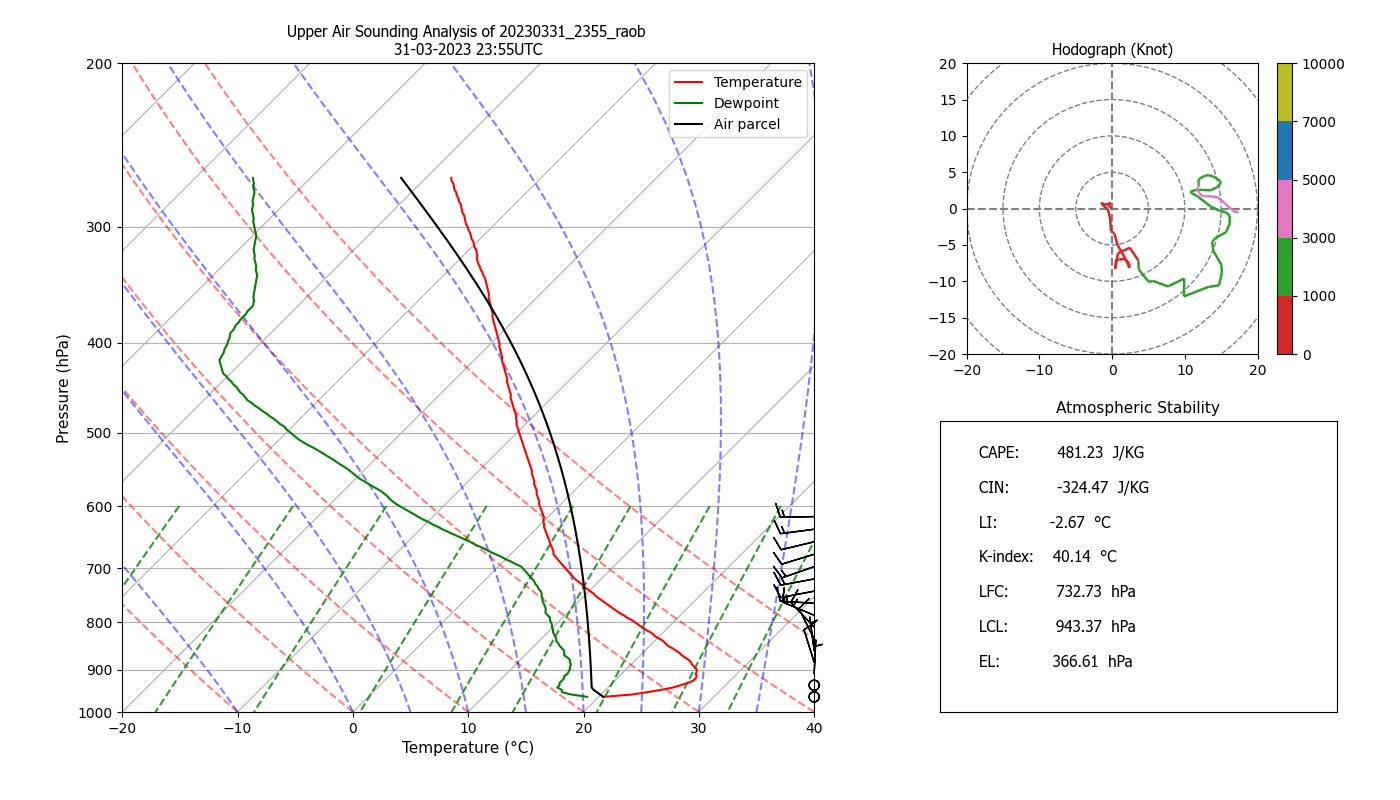 Upper Air Sounding Analysis of 20230331_2355_raob
31-03-2023 23:55UTC
Temperature
Dewpoint
Air parcel
200
300
400
500
600
700
800
900
1000
Pressure (hPa)
−20
−10
0
10
20
30
40
Temperature (°C)
Hodograph (Knot)
20
15
10
5
0
−5
−10
−15
−20
−20
−10
0
10
20
10000
7000
5000
3000
1000
0
Atmospheric Stability
CAPE: 481.23 J/KG
CIN: -324.47 J/KG
LI: -2.67 °C
K-index: 40.14 °C
LFC: 732.73 hPa
LCL: 943.37 hPa
EL: 366.61 hPa